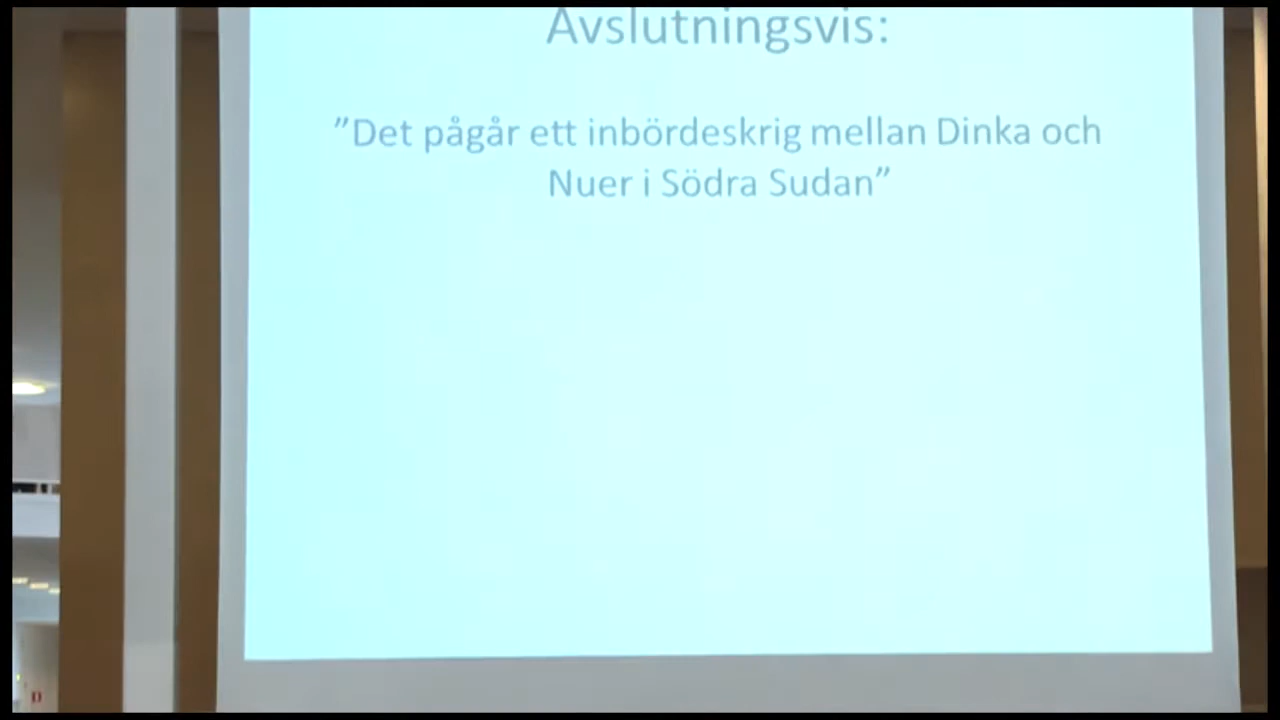 Avslutningsvis:
”Det pågår ett inbördeskrig mellan Dinka och
Nuer i Södra Sudan”